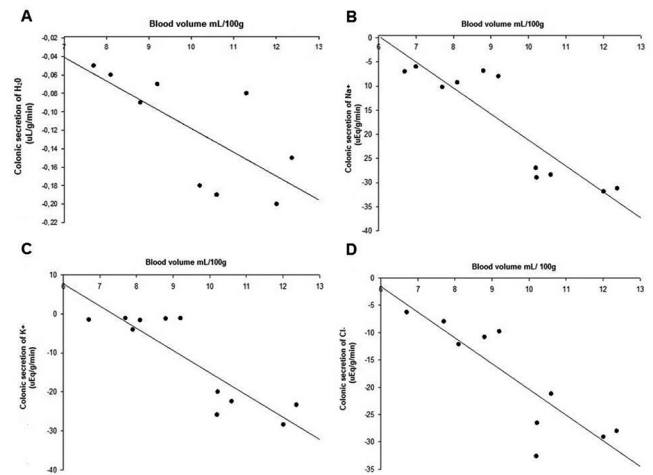 A
Blood volume mL/100g
-0,02
7 8 9 10 11 12 13
-0,04
-0,06
-0,08
-0,10
-0,12
-0,14
-0,16
-0,18
-0,20
-0,22
Colonic secretion of H20
(uL/g/min)
B
Blood volume mL/100g
6 7 8 9 10 11 12 13
5
0
-5
-10
-15
-20
-25
-30
-35
-40
Colonic secretion of Na+
(uEq/g/min)
C
Blood volume mL/100g
10
6 7 8 9 10 11 12 13
0
-10
-20
-30
-40
Colonic secretion of K+
(uEq/g/min)
D
Blood volume mL/ 100g
6 7 8 9 10 11 12 13
0
-5
-10
-15
-20
-25
-30
-35
Colonic secretion of Cl-
(uEq/g/min)